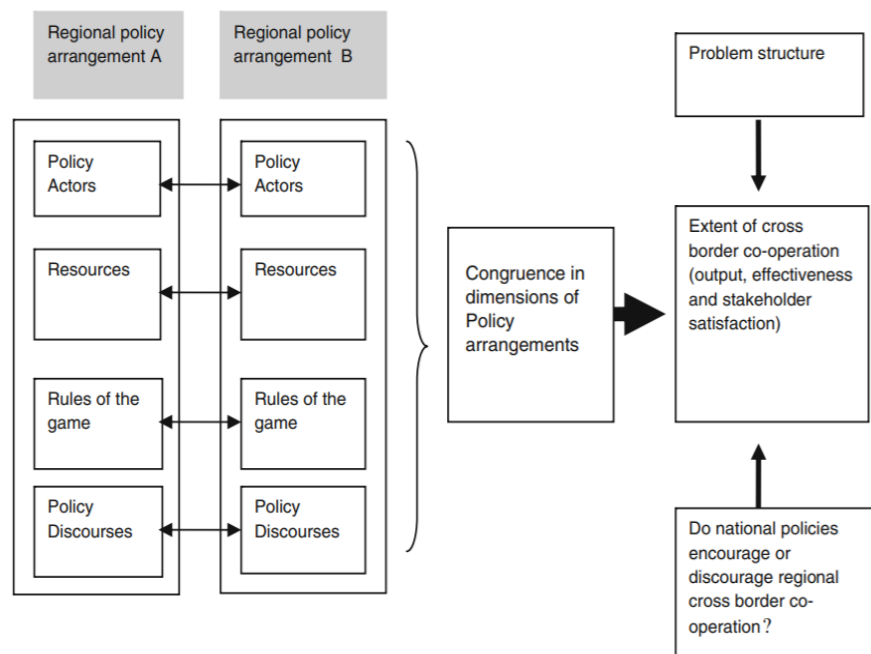 Regional policy
arrangement A
Regional policy
arrangement B
Policy
Actors
Policy
Actors
Resources
Resources
Rules of the
game
Rules of the
game
Policy
Discourses
Policy
Discourses
Congruence in
dimensions of
Policy
arrangements
Problem structure
Extent of cross
border co-operation
(output, effectiveness
and stakeholder
satisfaction)
Do national policies
encourage or
discourage regional
cross border co-
operation?